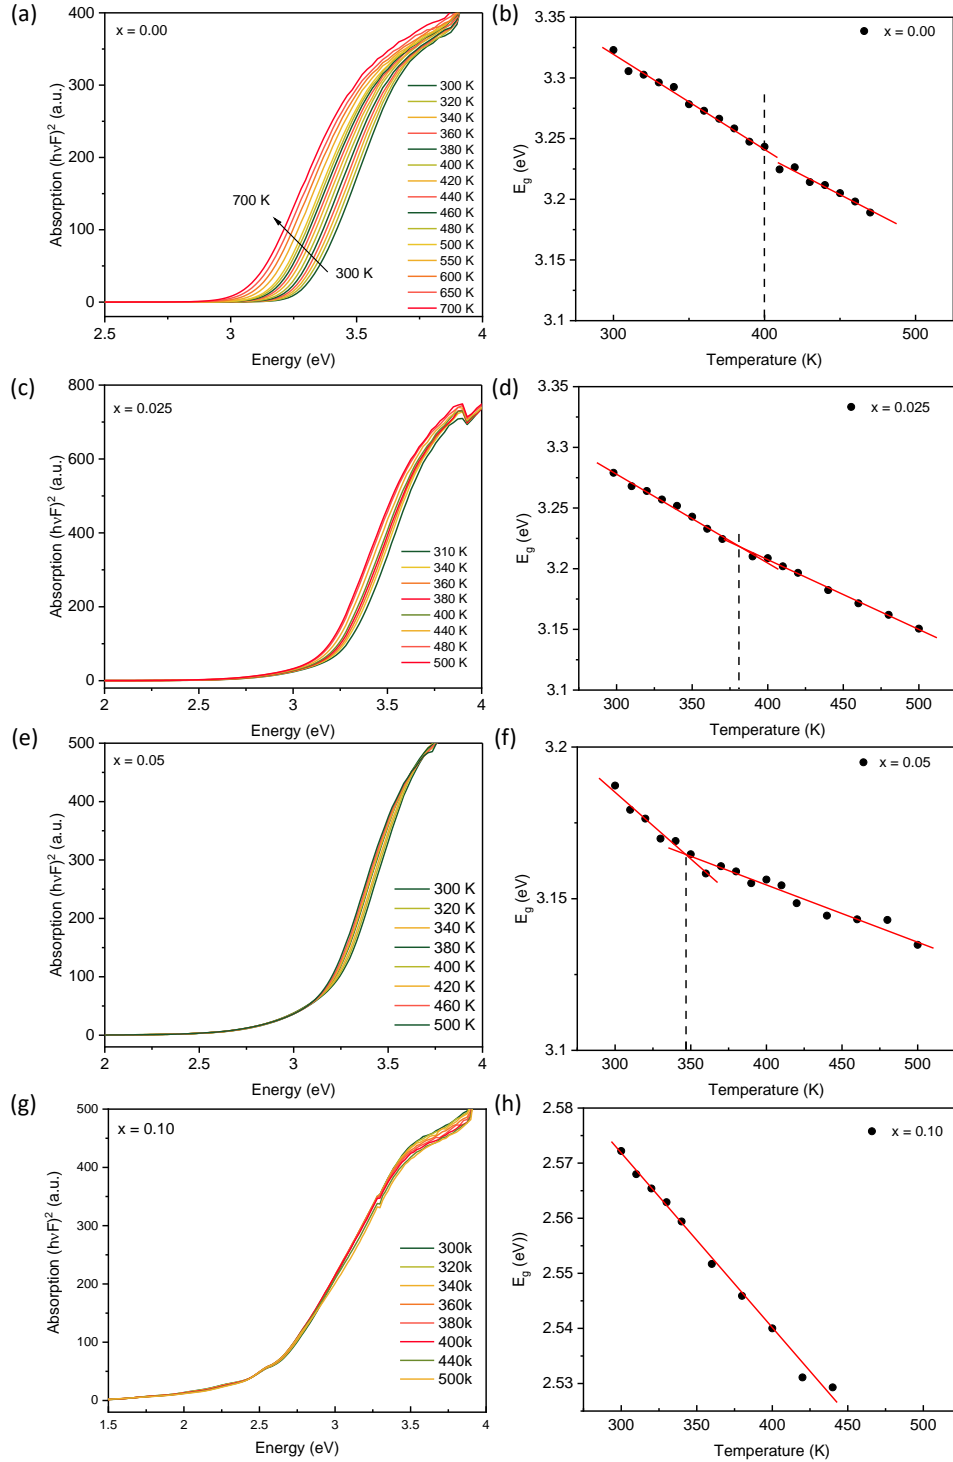 (a)
x = 0.00
Absorption (hνF)² (a.u.)
400
300
200
100
0
700 K
300 K
300 K
320 K
340 K
360 K
380 K
400 K
420 K
440 K
460 K
480 K
500 K
550 K
600 K
650 K
700 K
2.5
3
3.5
4
Energy (eV)
(b)
x = 0.00
E_g (eV)
3.35
3.3
3.25
3.2
3.15
3.1
300
350
400
450
500
Temperature (K)
(c)
x = 0.025
Absorption (hνF)² (a.u.)
800
600
400
200
0
310 K
340 K
360 K
380 K
400 K
440 K
480 K
500 K
2
2.5
3
3.5
4
Energy (eV)
(d)
x = 0.025
E_g (eV)
3.35
3.3
3.25
3.2
3.15
3.1
300
350
400
450
500
Temperature (K)
(e)
x = 0.05
Absorption (hνF)² (a.u.)
500
400
300
200
100
0
300 K
320 K
340 K
380 K
400 K
420 K
460 K
500 K
2
2.5
3
3.5
4
Energy (eV)
(f)
x = 0.05
E_g (eV)
3.2
3.15
3.1
300
350
400
450
500
Temperature (K)
(g)
x = 0.10
Absorption (hνF)² (a.u.)
500
400
300
200
100
0
300k
320k
340k
360k
380k
400k
440k
500k
1.5
2
2.5
3
3.5
4
Energy (eV)
(h)
x = 0.10
E_g (eV))
2.58
2.57
2.56
2.55
2.54
2.53
300
350
400
450
500
Temperature (K)